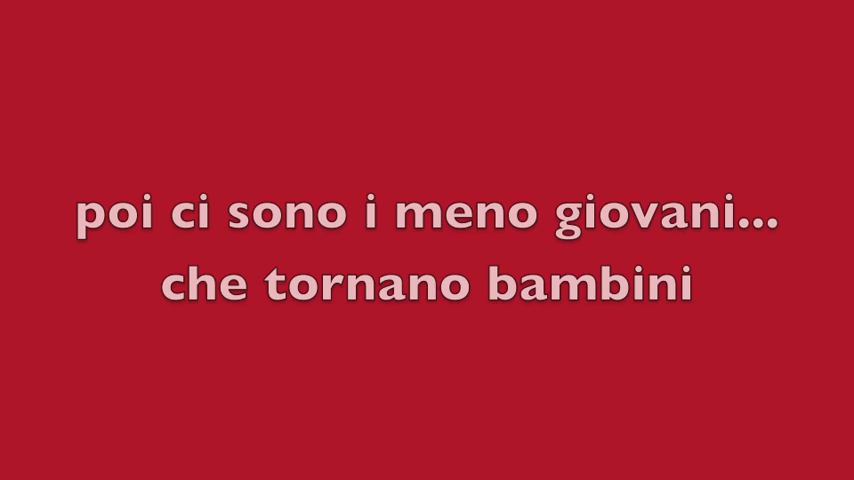 poi ci sono i meno giovani...
che tornano bambini